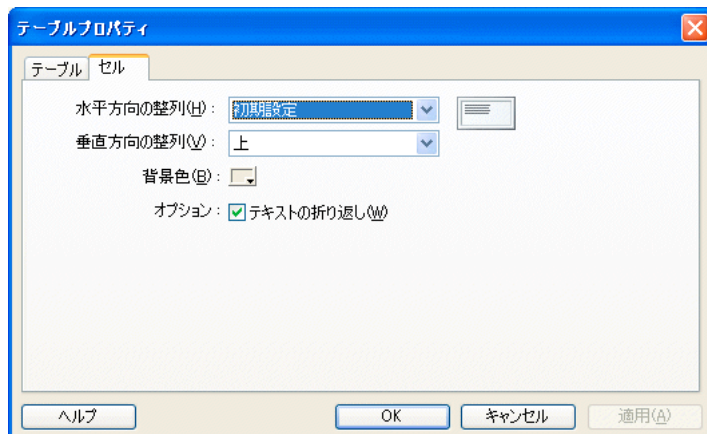 テーブルプロパティ
テーブル セル
水平方向の整列(H): 初期設定
垂直方向の整列(V): 上
背景色(B):
オプション: テキストの折り返し(W)
ヘルプ OK キャンセル 適用(A)